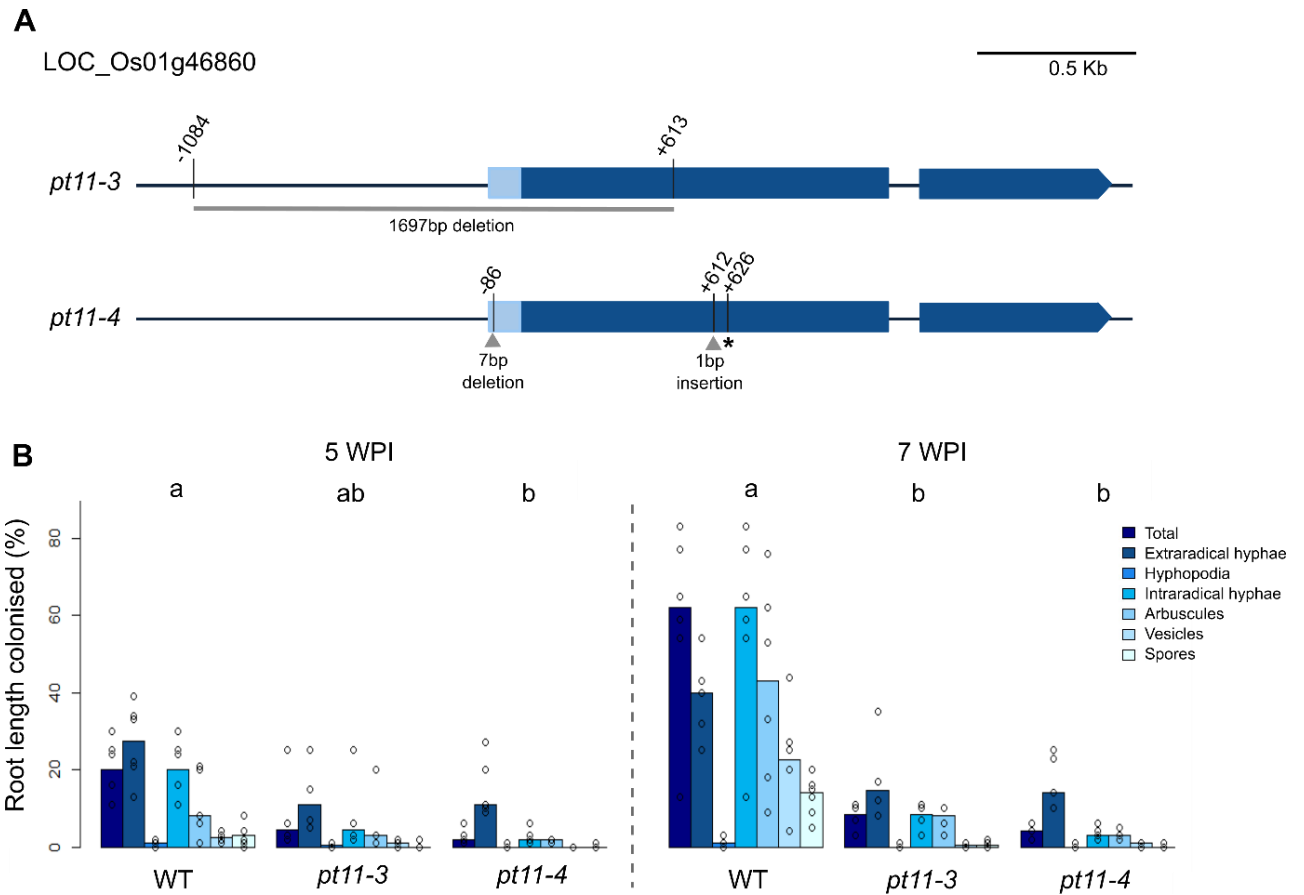 A
LOC_Os01g46860
0.5 Kb
-1084
+613
pt11-3
1697bp deletion
-86
+612
+626
pt11-4
*
7bp
deletion
1bp
insertion
B
5 WPI
7 WPI
a
ab
b
a
b
b
Root length colonised (%)
80
60
40
20
0
Total
Extraradical hyphae
Hyphopodia
Intraradical hyphae
Arbuscules
Vesicles
Spores
WT
pt11-3
pt11-4
WT
pt11-3
pt11-4